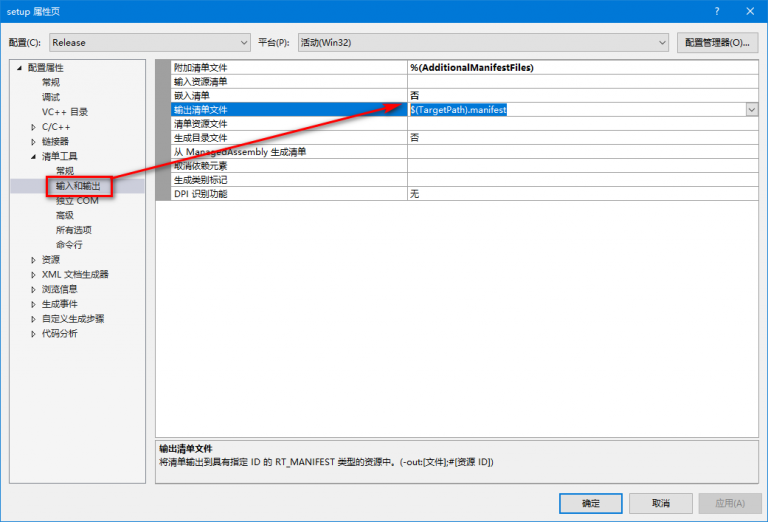 setup 属性页
配置(C):
Release
平台(P):
活动(Win32)
配置管理器(O)...
配置属性
常规
调试
VC++ 目录
C/C++
链接器
清单工具
常规
输入和输出
独立 COM
高级
所有选项
命令行
资源
XML 文档生成器
浏览信息
生成事件
自定义生成步骤
代码分析
附加清单文件 %(AdditionalManifestFiles)
输入资源清单
嵌入清单 否
输出清单文件 $(TargetPath).manifest
清单资源文件
生成目录文件 否
从 ManagedAssembly 生成清单
取消依赖元素
生成类别标记
DPI 识别功能 无
输出清单文件
将清单输出到具有指定 ID 的 RT_MANIFEST 类型的资源中。(-out:[文件];#[资源 ID])
确定
取消
应用(A)